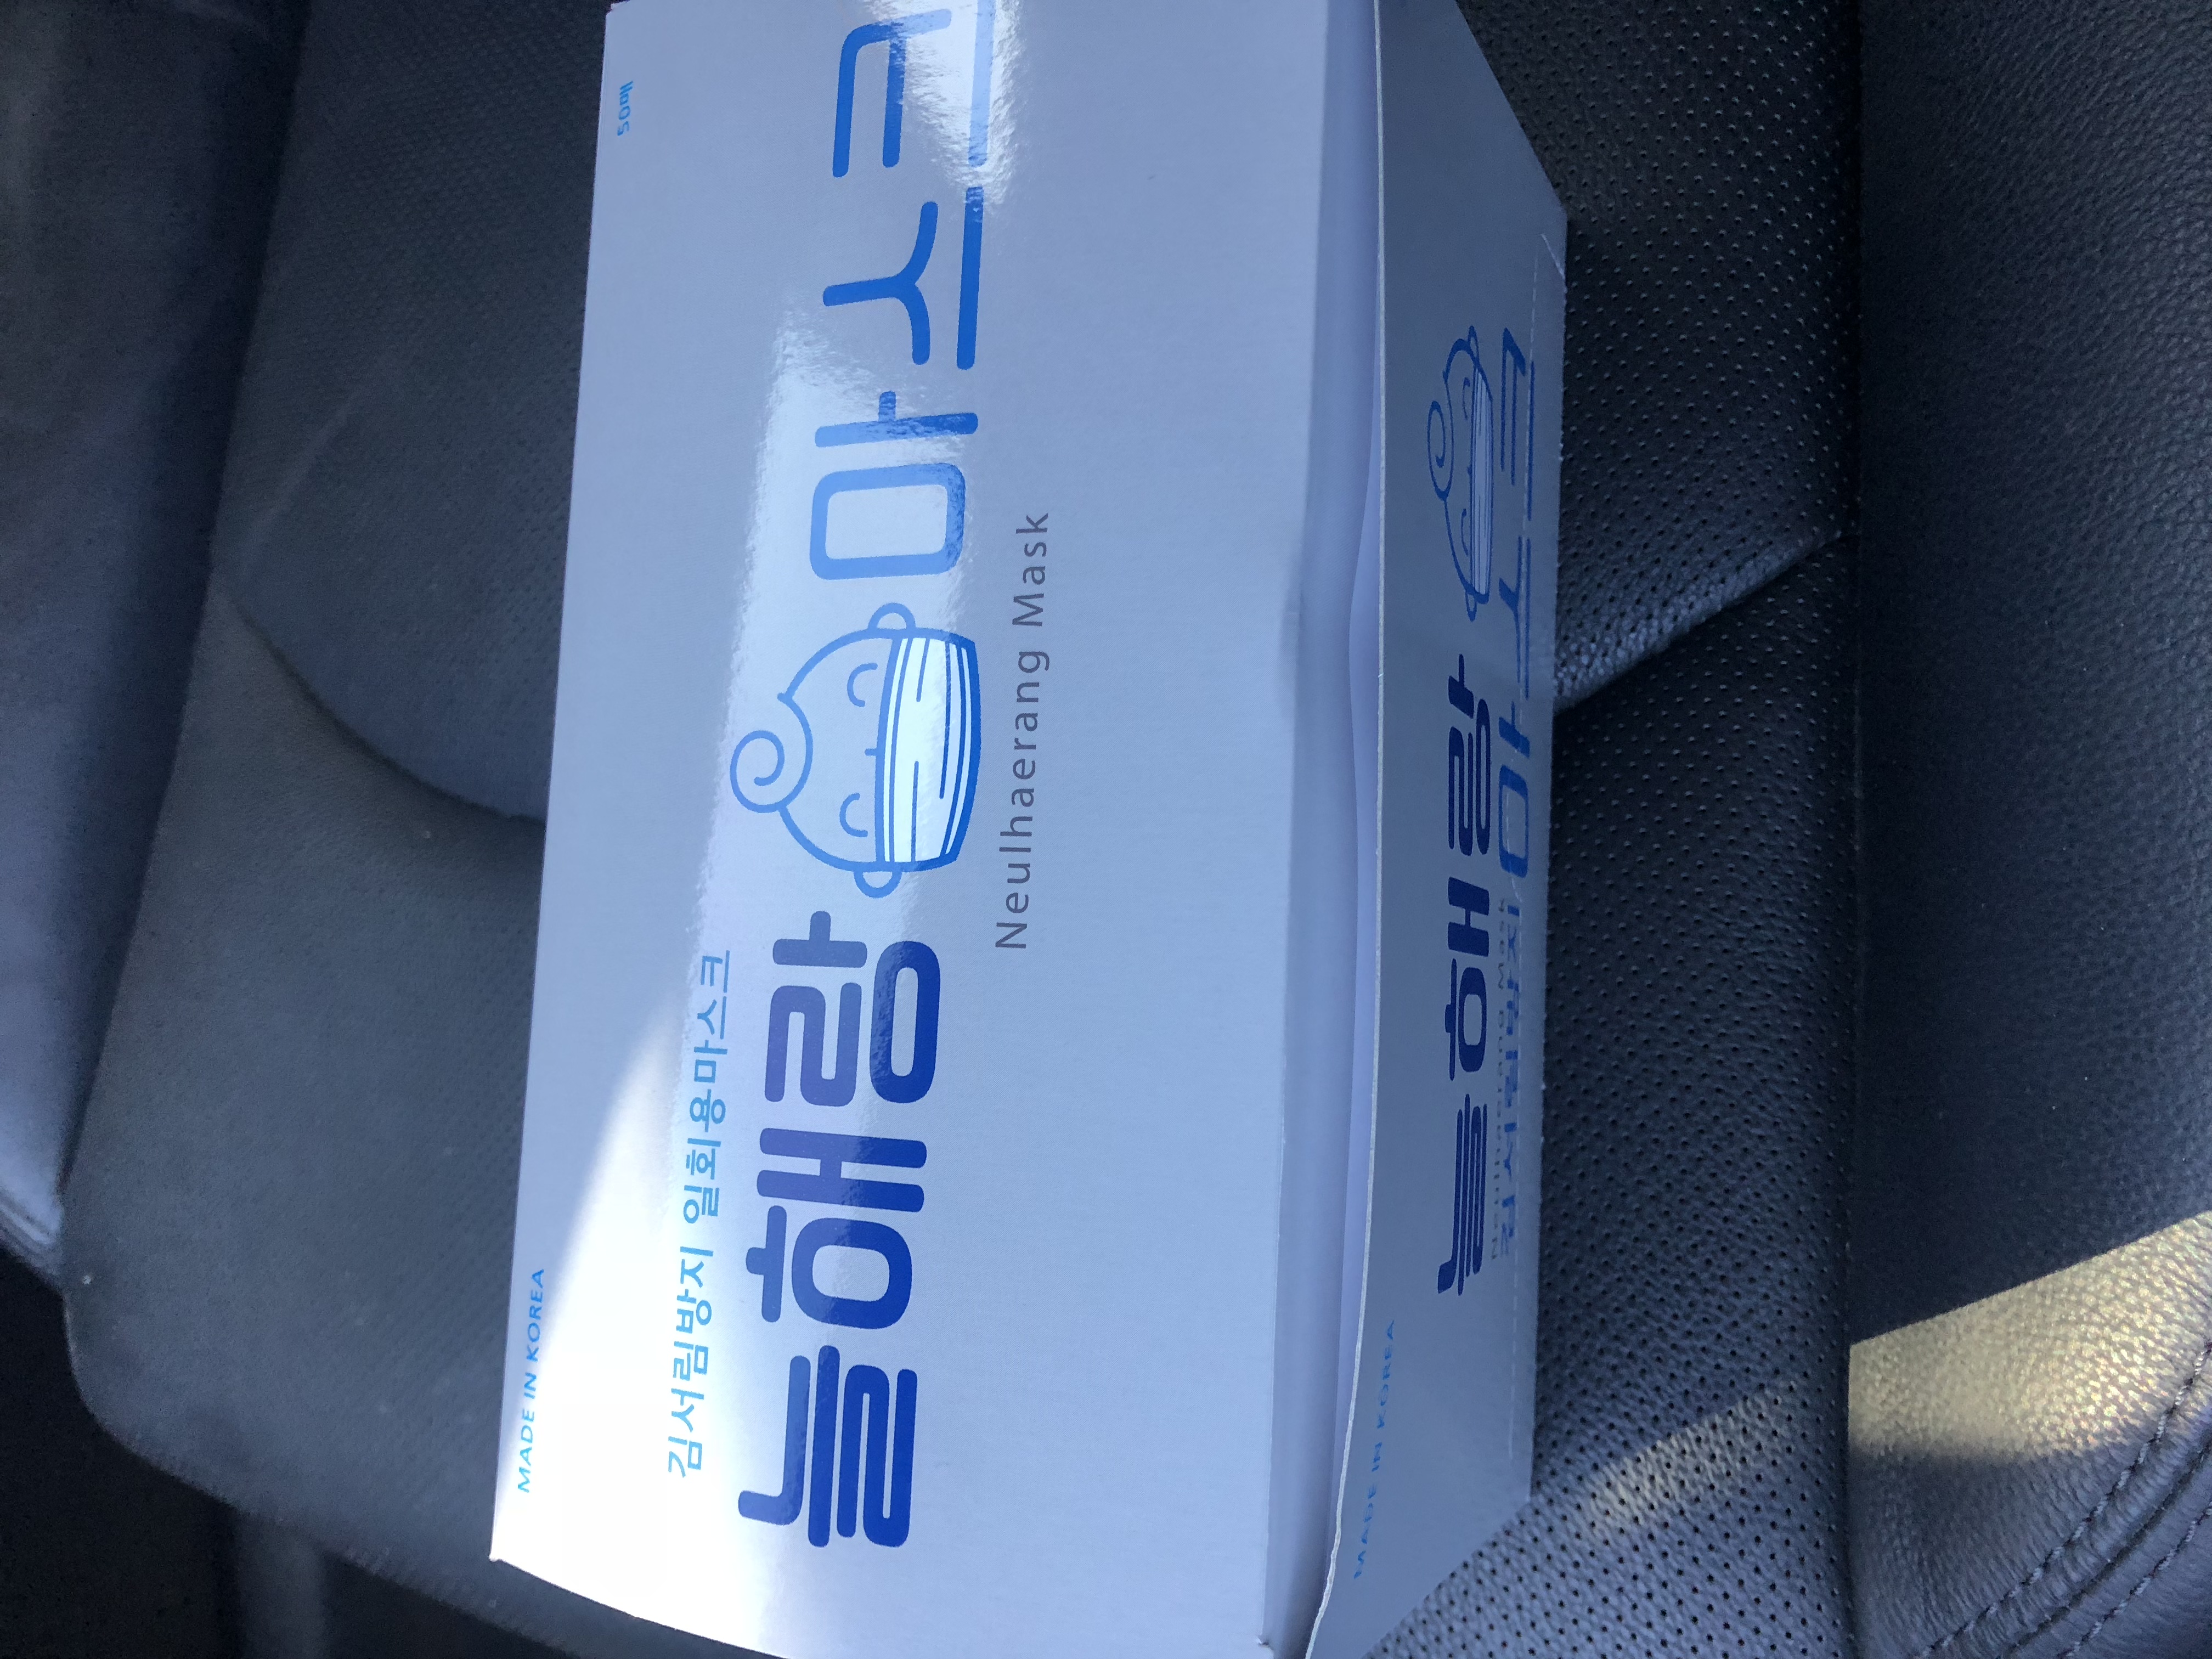 MADE IN KOREA
50매
김서림방지 일회용마스크
늘해랑 마스크
Neulhaerang Mask
늘해랑
마스크
MADE IN KOREA